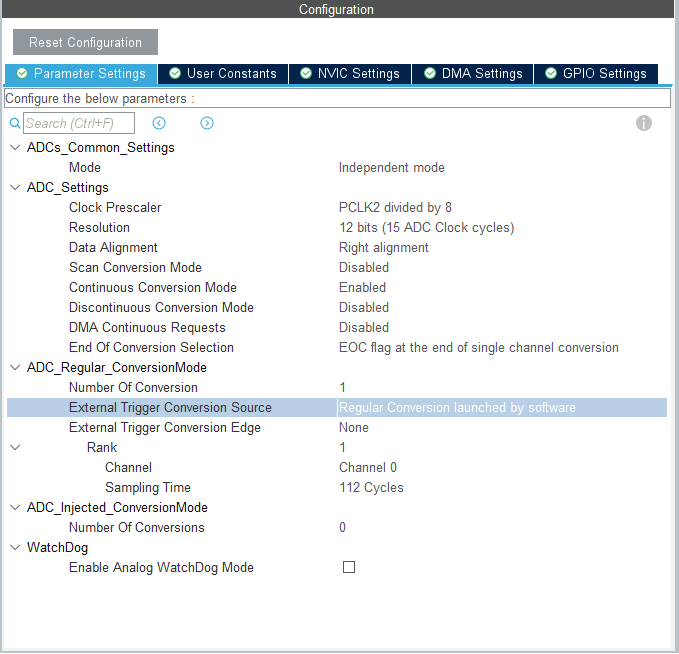 Configuration
Reset Configuration
Parameter Settings User Constants NVIC Settings DMA Settings GPIO Settings
Configure the below parameters :
Search (Ctrl+F)
ADCs_Common_Settings
Mode Independent mode
ADC_Settings
Clock Prescaler PCLK2 divided by 8
Resolution 12 bits (15 ADC Clock cycles)
Data Alignment Right alignment
Scan Conversion Mode Disabled
Continuous Conversion Mode Enabled
Discontinuous Conversion Mode Disabled
DMA Continuous Requests Disabled
End Of Conversion Selection EOC flag at the end of single channel conversion
ADC_Regular_ConversionMode
Number Of Conversion 1
External Trigger Conversion Source Regular Conversion launched by software
External Trigger Conversion Edge None
Rank 1
Channel Channel 0
Sampling Time 112 Cycles
ADC_Injected_ConversionMode
Number Of Conversions 0
WatchDog
Enable Analog WatchDog Mode